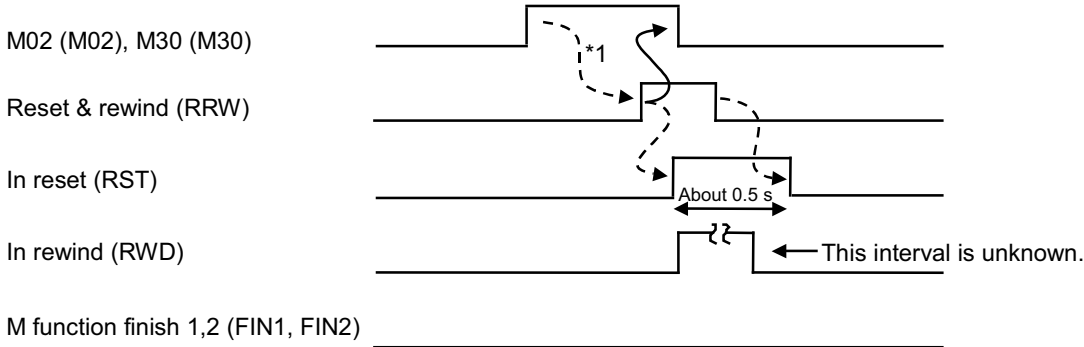 M02 (M02), M30 (M30)
*1
Reset & rewind (RRW)
In reset (RST)
About 0.5 s
In rewind (RWD)
This interval is unknown.
M function finish 1,2 (FIN1, FIN2)